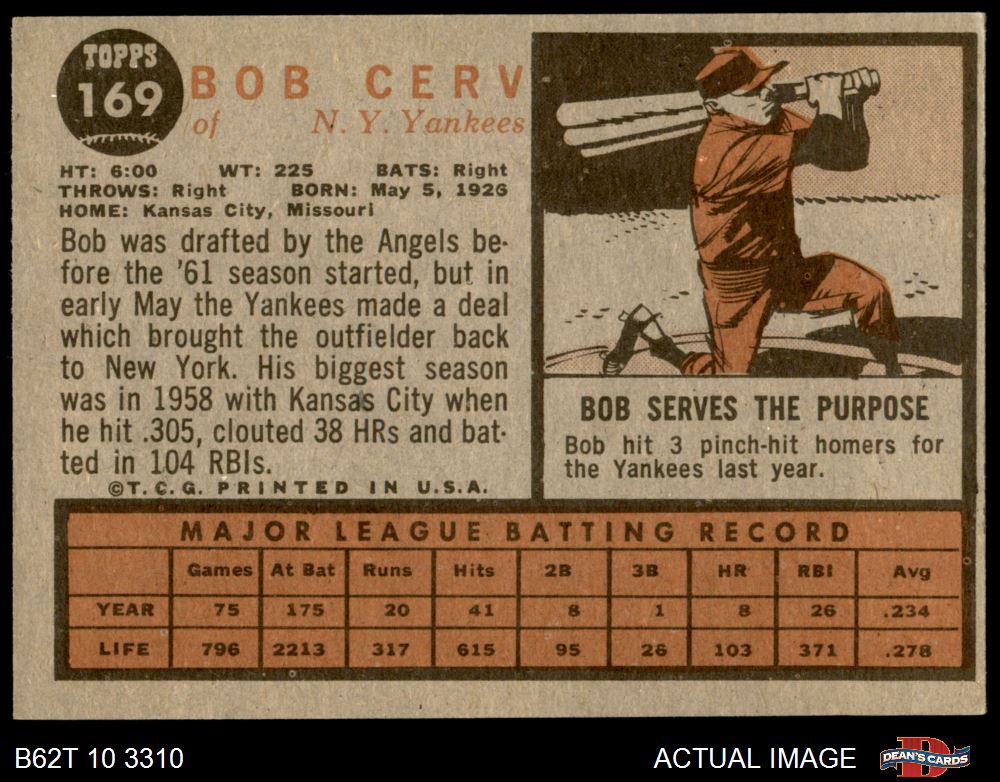 TOPPS
169
BOB CERV
of N. Y. Yankees
HT: 6:00 WT: 225 BATS: Right
THROWS: Right BORN: May 5, 1926
HOME: Kansas City, Missouri
Bob was drafted by the Angels be-
fore the '61 season started, but in
early May the Yankees made a deal
which brought the outfielder back
to New York. His biggest season
was in 1958 with Kansas City when
he hit .305, clouted 38 HRs and bat-
ted in 104 RBIs.
©T. C. G. PRINTED IN U.S.A.
BOB SERVES THE PURPOSE
Bob hit 3 pinch-hit homers for
the Yankees last year.
MAJOR LEAGUE BATTING RECORD
Games At Bat Runs Hits 2B 3B HR RBI Avg
YEAR 75 175 20 41 8 1 8 26 .234
LIFE 796 2213 317 615 95 26 103 371 .278
B62T 10 3310
ACTUAL IMAGE
DEAN'S CARDS